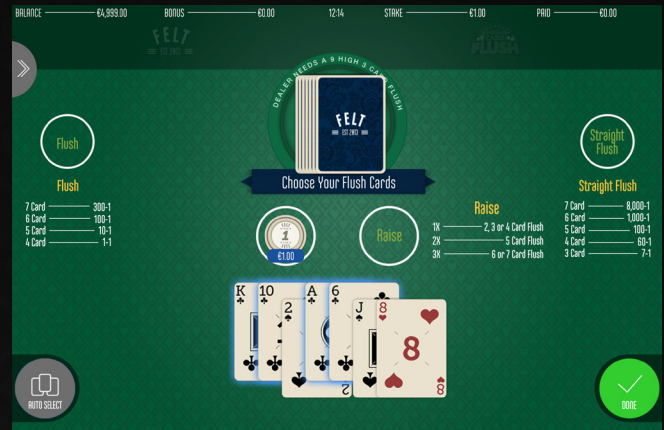 BALANCE €4,999.00 BONUS €0.00 12:14 STAKE €1.00 PAID €0.00
FELT
EST 2XX3
FLUSH
DEALER NEEDS A 9 HIGH 3 CARD FLUSH
FELT
EST 2XX3
Choose Your Flush Cards
Flush
Flush
7 Card 300-1
6 Card 100-1
5 Card 10-1
4 Card 1-1
1
€1.00
Raise
Raise
1X 2, 3 or 4 Card Flush
2X 5 Card Flush
3X 6 or 7 Card Flush
Straight
Flush
Straight Flush
7 Card 8,000-1
6 Card 1,000-1
5 Card 100-1
4 Card 60-1
3 Card 7-1
K 10 2 A 6 J 8
8
2 8
AUTO SELECT
DONE